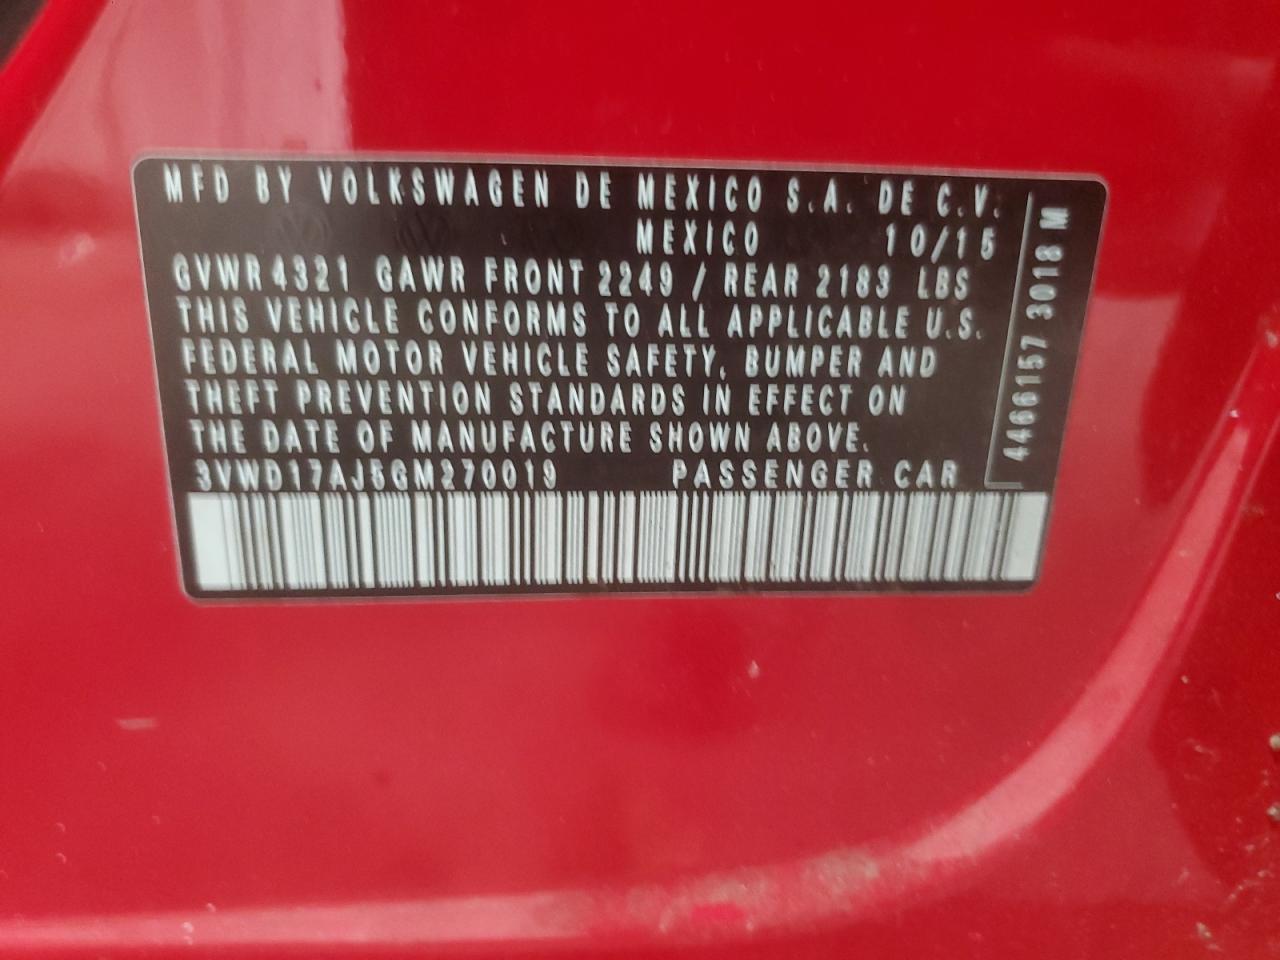 MFD BY VOLKSWAGEN DE MEXICO S.A. DE C.V.
MEXICO 10/15
GVWR 4321 GAWR FRONT 2249 / REAR 2183 LBS
THIS VEHICLE CONFORMS TO ALL APPLICABLE U.S.
FEDERAL MOTOR VEHICLE SAFETY, BUMPER AND
THEFT PREVENTION STANDARDS IN EFFECT ON
THE DATE OF MANUFACTURE SHOWN ABOVE.
3VWD17AJ5GM270019 PASSENGER CAR
4466157 3018 M